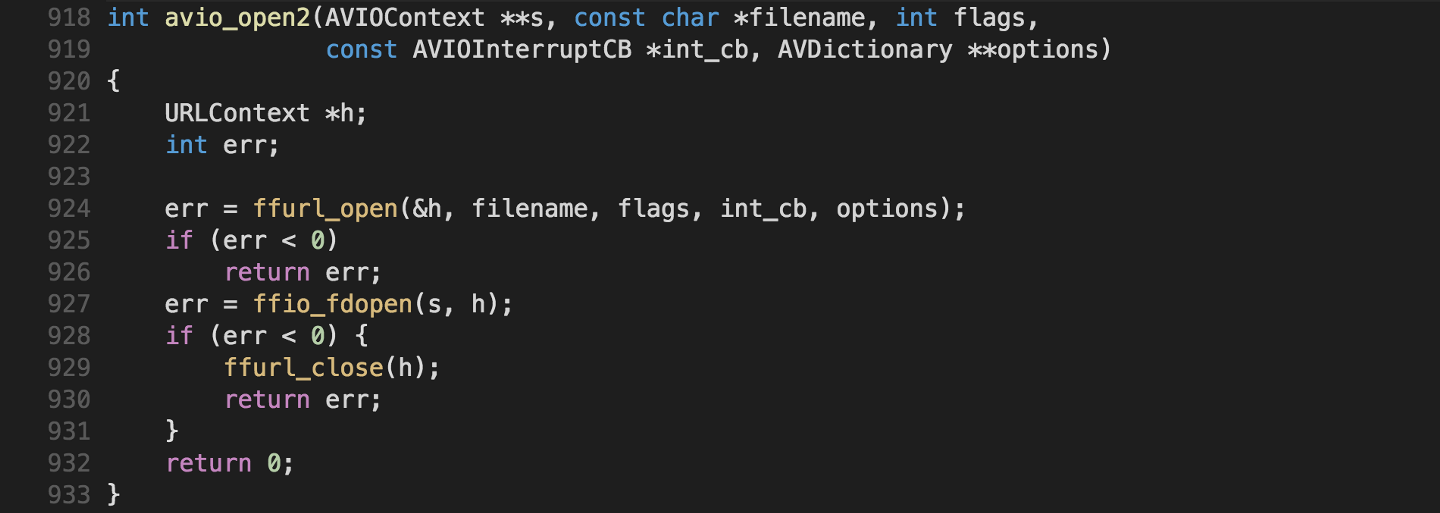 918 int avio_open2(AVIOContext **s, const char *filename, int flags,
919                const AVIOInterruptCB *int_cb, AVDictionary **options)
920 {
921     URLContext *h;
922     int err;
923
924     err = ffurl_open(&h, filename, flags, int_cb, options);
925     if (err < 0)
926         return err;
927     err = ffio_fdopen(s, h);
928     if (err < 0) {
929         ffurl_close(h);
930         return err;
931     }
932     return 0;
933 }